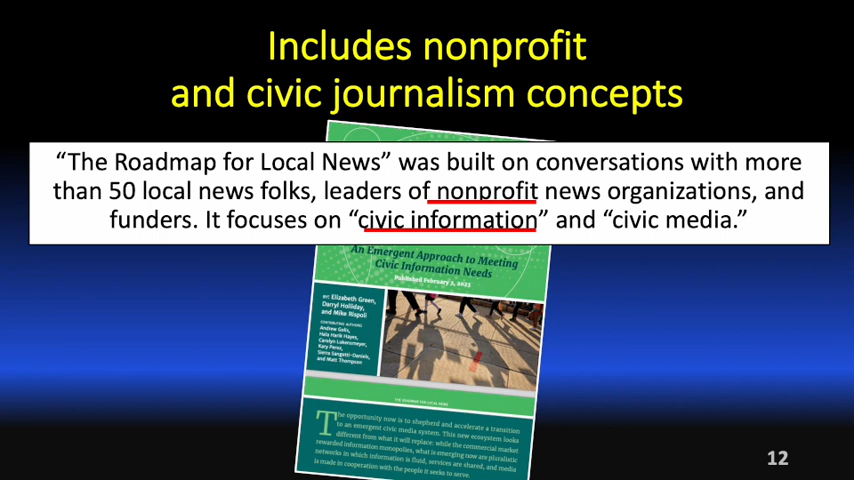 Includes nonprofit
and civic journalism concepts
“The Roadmap for Local News” was built on conversations with more
than 50 local news folks, leaders of nonprofit news organizations, and
funders. It focuses on “civic information” and “civic media.”
An Emergent Approach to Meeting
Civic Information Needs
Published February 2, 2023
BY: Elizabeth Green,
Darryl Holliday,
and Mike Rispoli
CONTRIBUTING AUTHORS
Andrew Golis,
Hala Harik Hayes,
Carolyn Lukensmeyer,
Kary Perez,
Sierra Sangetti-Daniels,
and Matt Thompson
THE ROADMAP FOR LOCAL NEWS
The opportunity now is to shepherd and accelerate a transition
to an emergent civic media system. This new ecosystem looks
different from what it will replace: while the commercial market
rewarded information monopolies, what is emerging now are pluralistic
networks in which information is fluid, services are shared, and media
is made in cooperation with the people it seeks to serve.
12